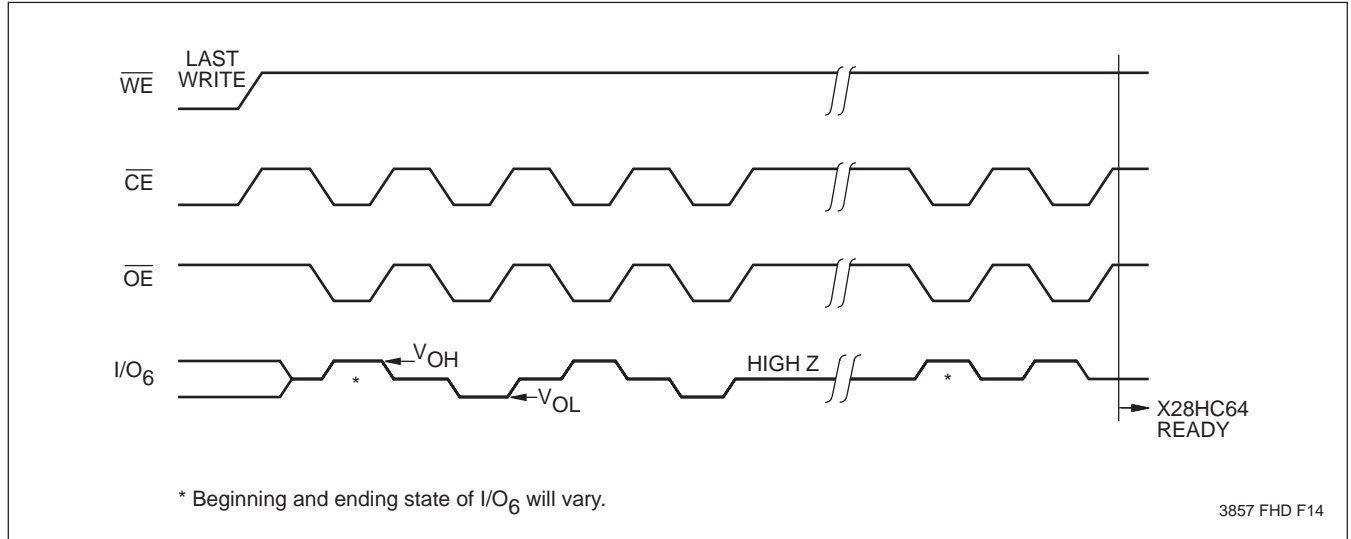 LAST
WRITE
WE
CE
OE
I/O6
VOH
*
VOL
HIGH Z
*
X28HC64
READY
* Beginning and ending state of I/O6 will vary.
3857 FHD F14